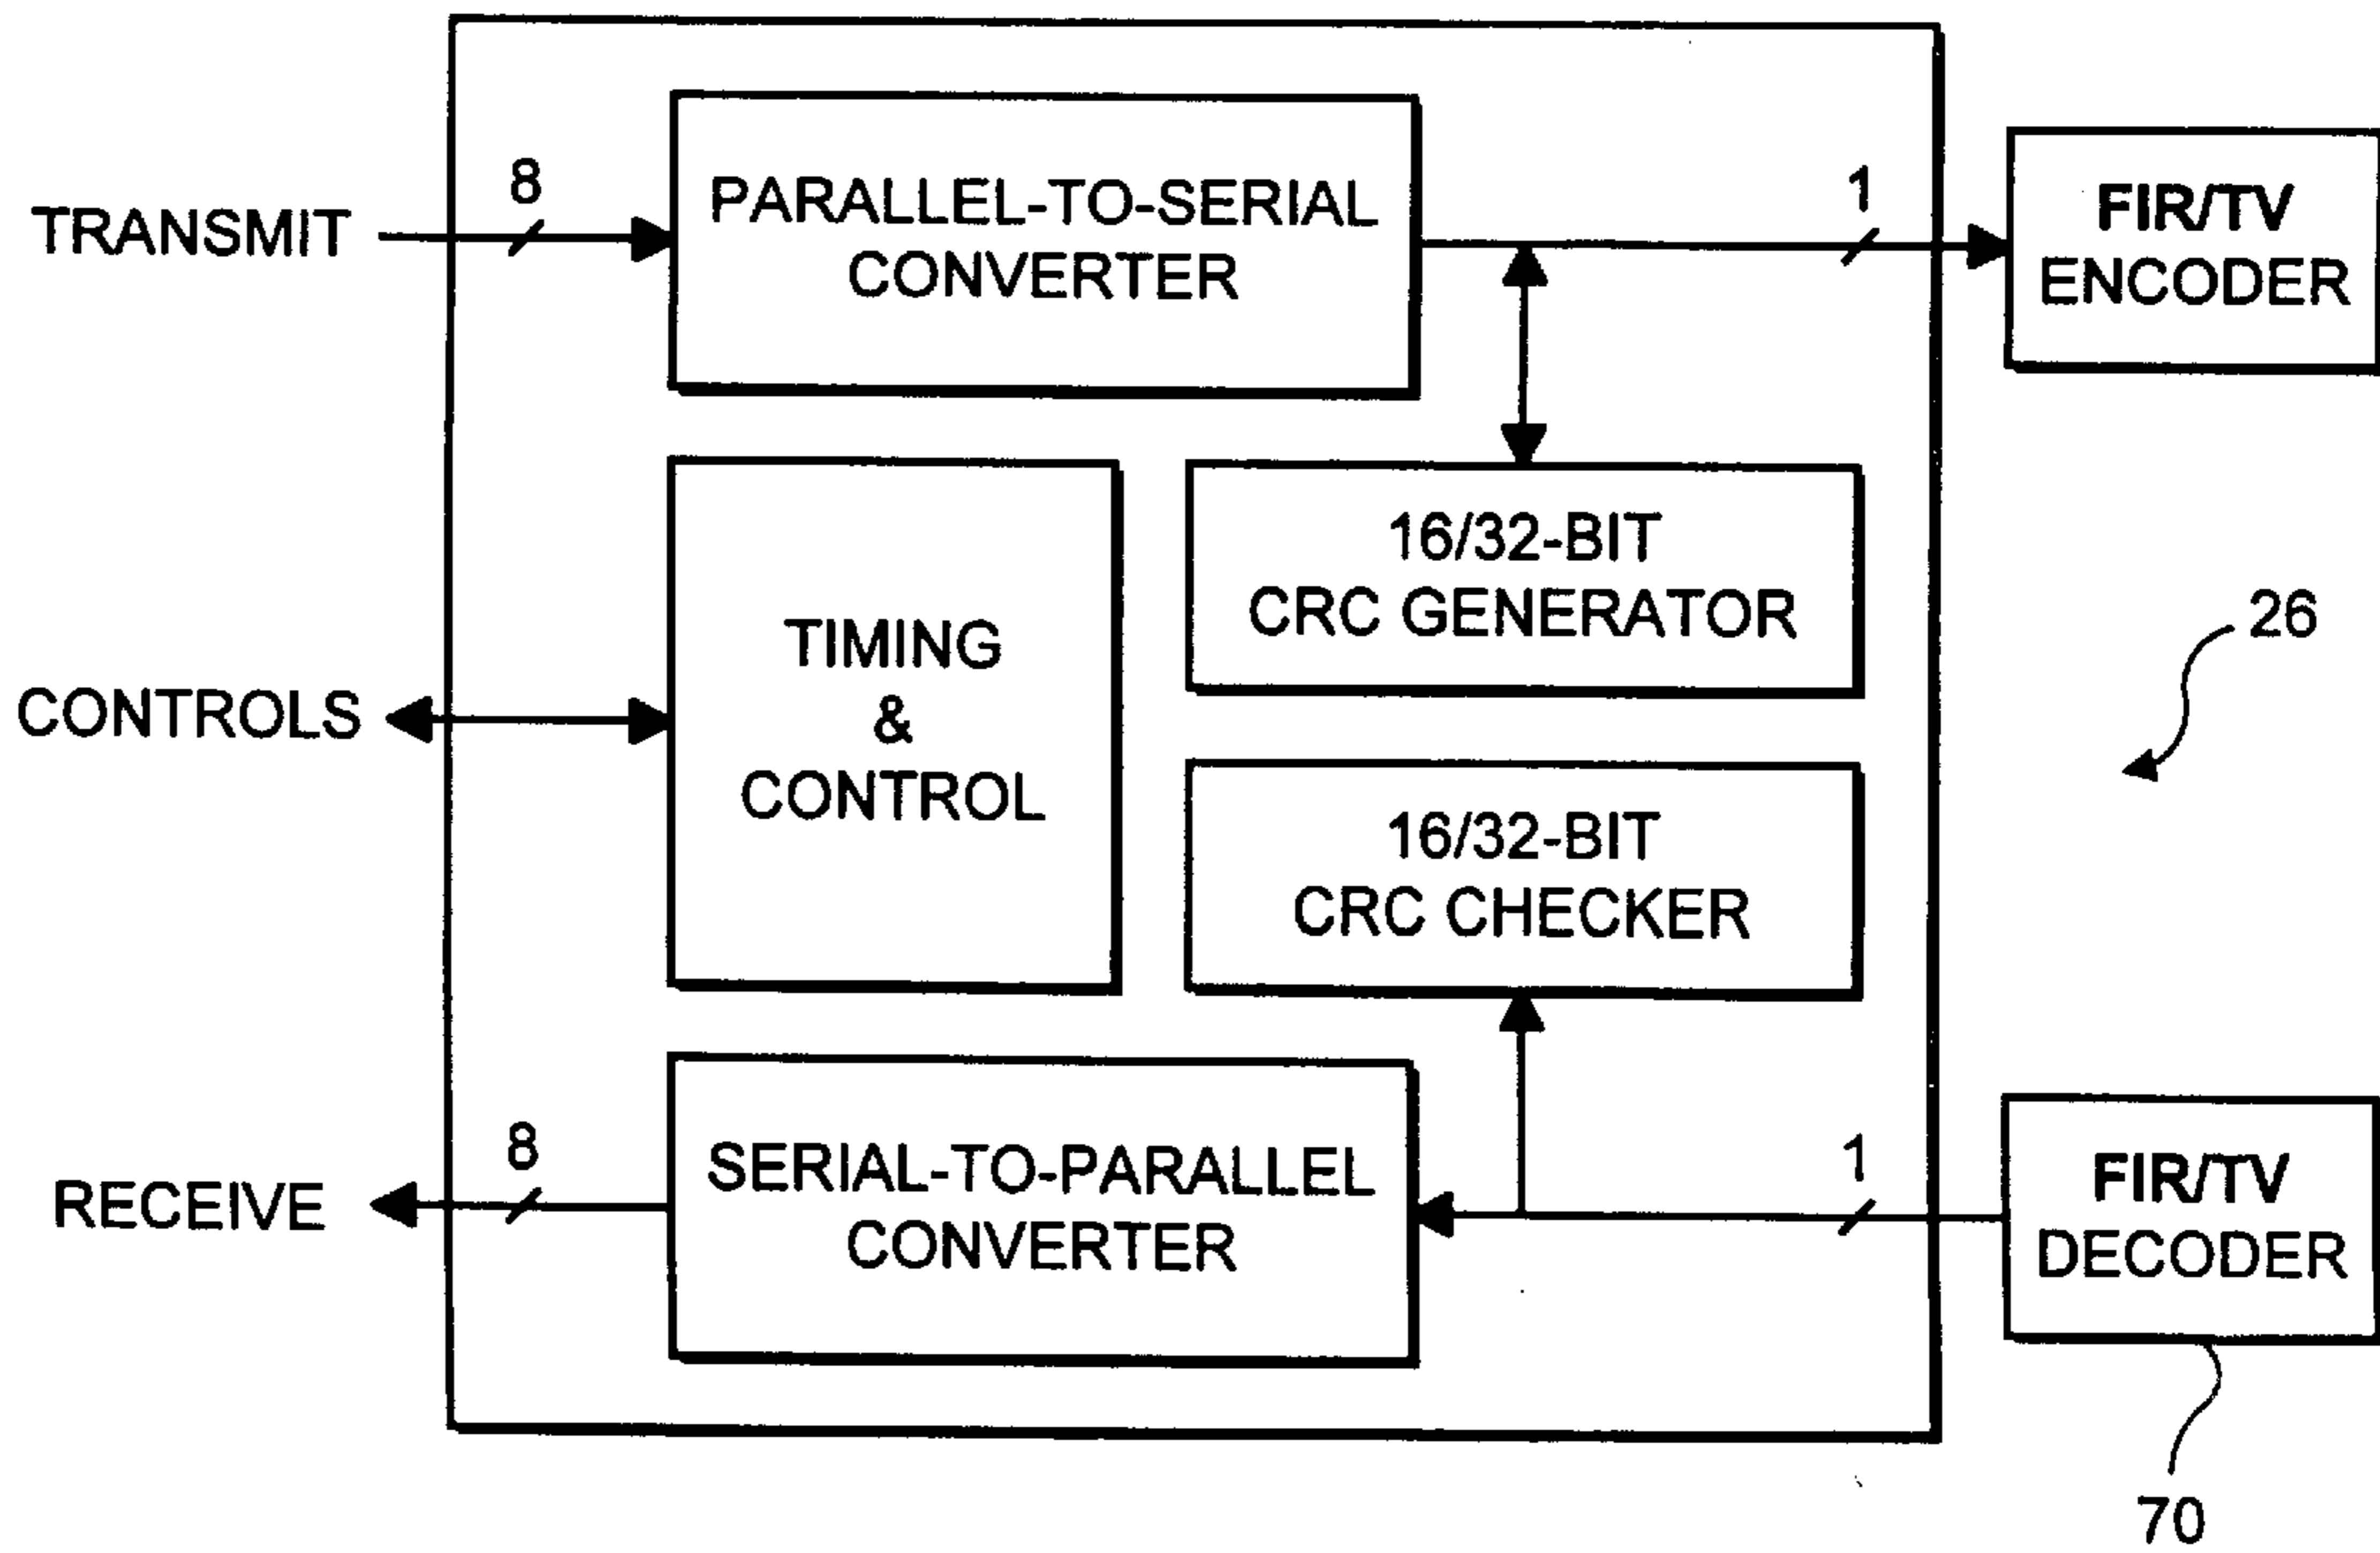 TRANSMIT
8
PARALLEL-TO-SERIAL
CONVERTER
1
FIR/TV
ENCODER
16/32-BIT
CRC GENERATOR
26
TIMING
&
CONTROL
CONTROLS
16/32-BIT
CRC CHECKER
RECEIVE
8
SERIAL-TO-PARALLEL
CONVERTER
1
FIR/TV
DECODER
70